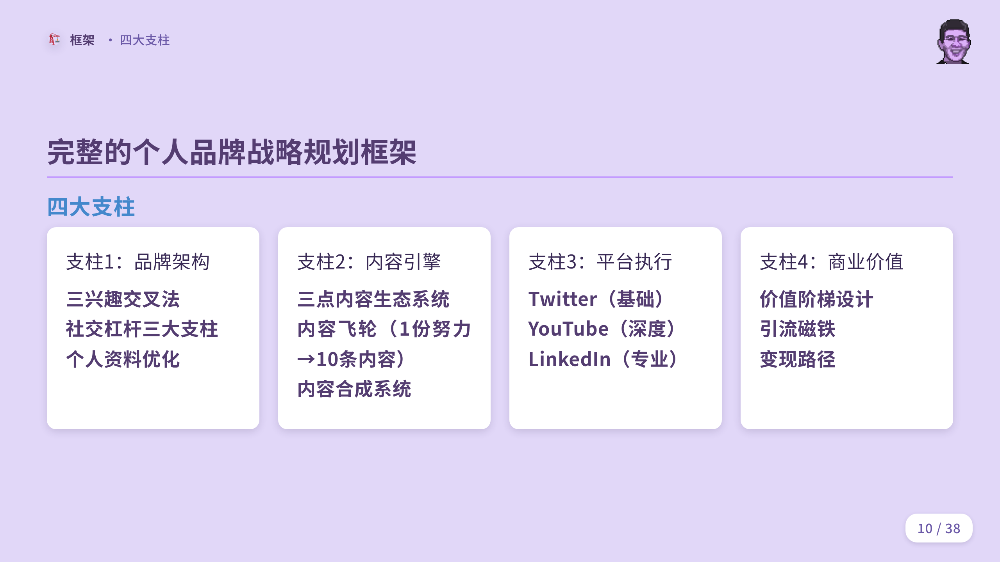 框架 • 四大支柱
完整的个人品牌战略规划框架
四大支柱
支柱1：品牌架构
三兴趣交叉法
社交杠杆三大支柱
个人资料优化
支柱2：内容引擎
三点内容生态系统
内容飞轮（1份努力
→10条内容）
内容合成系统
支柱3：平台执行
Twitter（基础）
YouTube（深度）
LinkedIn（专业）
支柱4：商业价值
价值阶梯设计
引流磁铁
变现路径
10 / 38